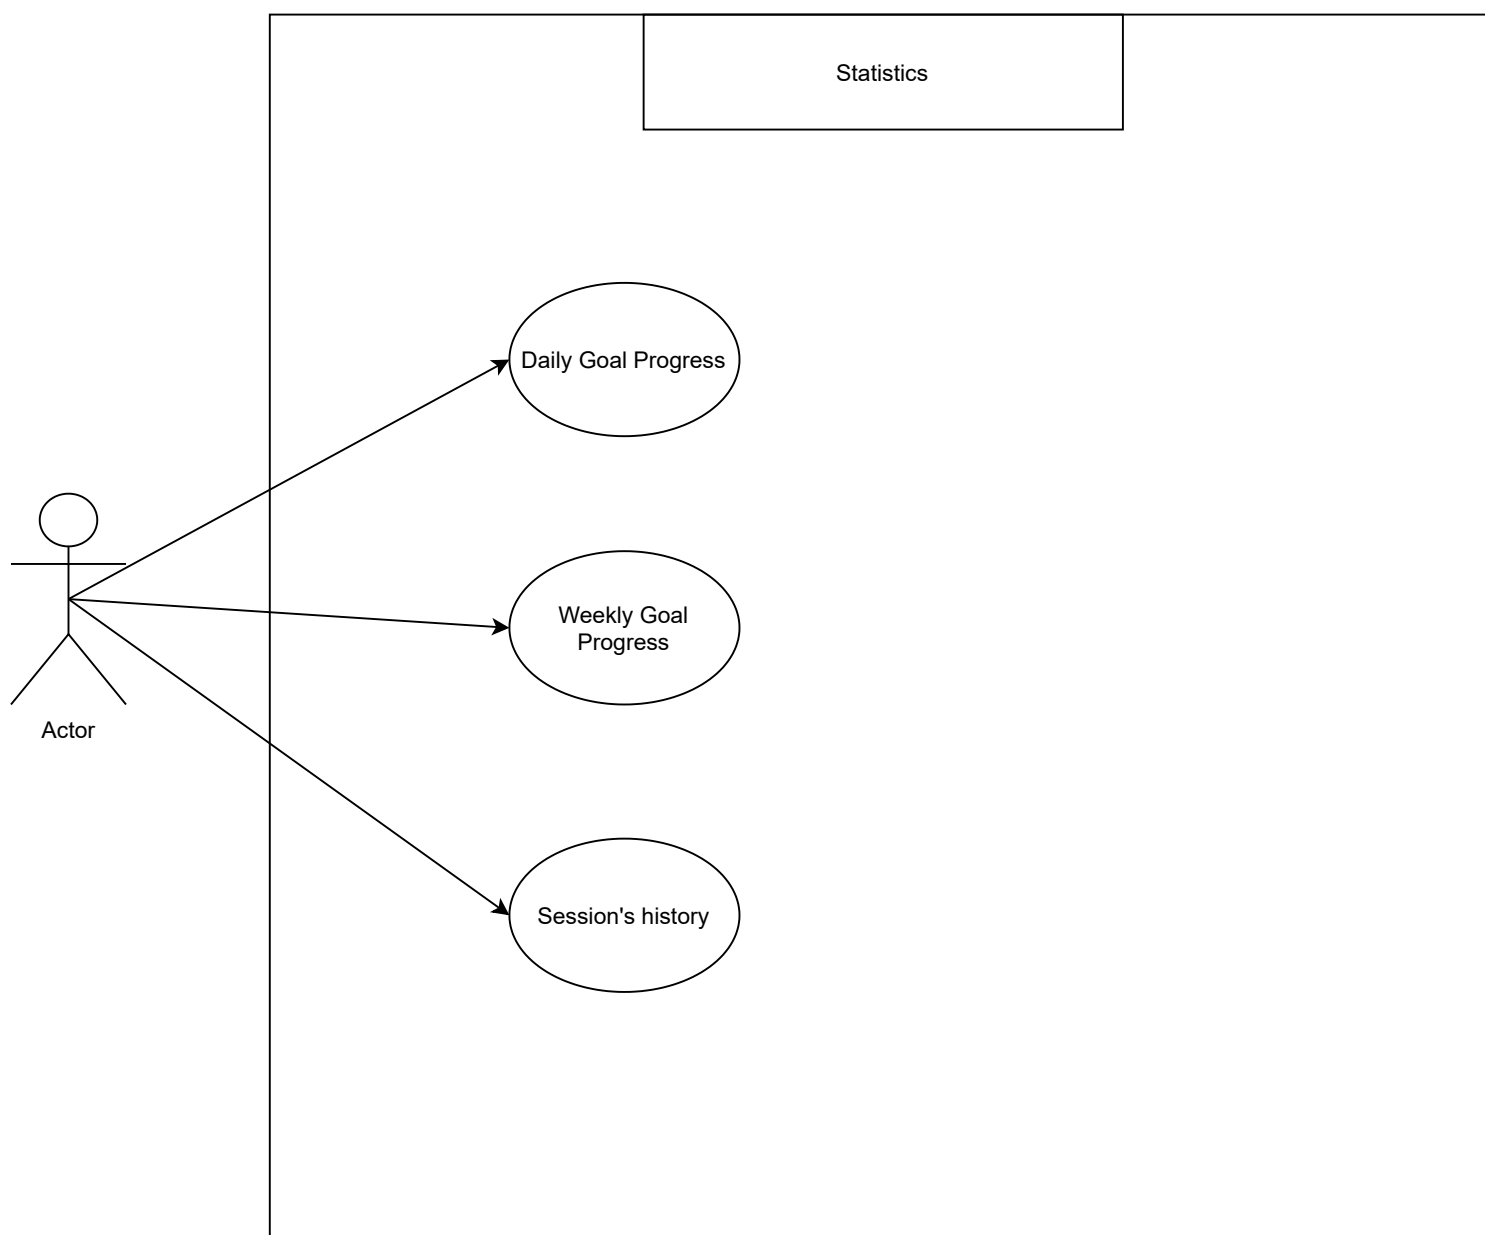 Statistics
Daily Goal Progress
Weekly Goal
Progress
Actor
Session's history